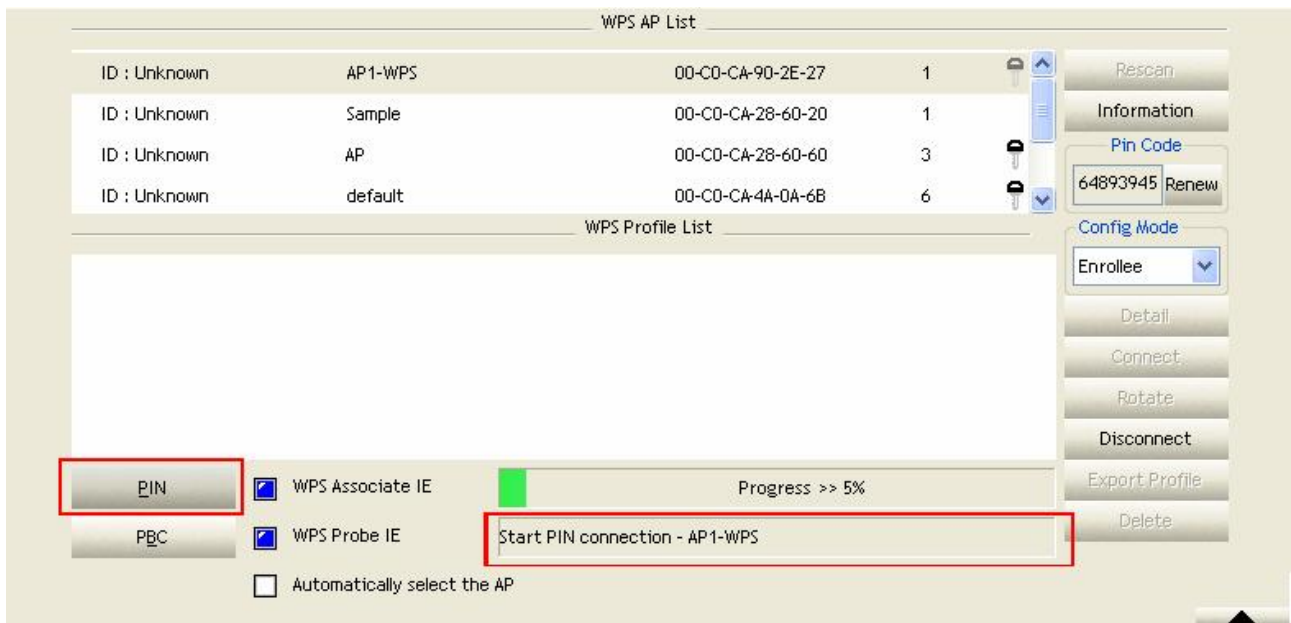 WPS AP List
ID : Unknown AP1-WPS 00-C0-CA-90-2E-27 1
ID : Unknown Sample 00-C0-CA-28-60-20 1
ID : Unknown AP 00-C0-CA-28-60-60 3
ID : Unknown default 00-C0-CA-4A-0A-6B 6
Rescan
Information
Pin Code
64893945 Renew
WPS Profile List
Config Mode
Enrollee
Detail
Connect
Rotate
Disconnect
Export Profile
Delete
PIN
WPS Associate IE
Progress >> 5%
PBC
WPS Probe IE
Start PIN connection - AP1-WPS
Automatically select the AP